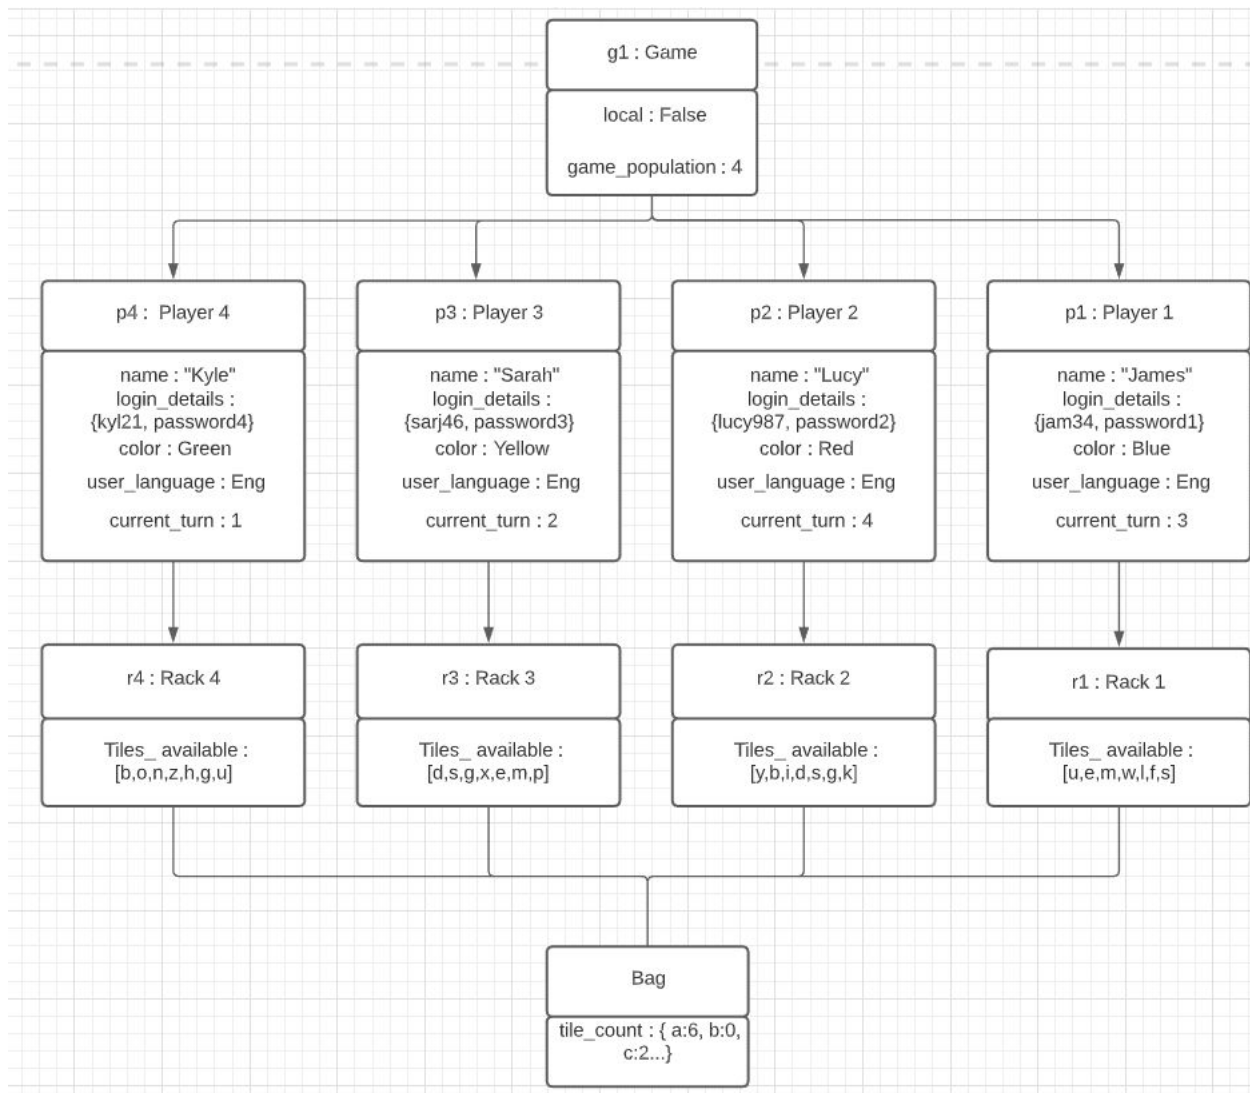 g1 : Game
local : False
game_population : 4
p4 :  Player 4
name : "Kyle"
login_details :
{kyl21, password4}
color : Green
user_language : Eng
current_turn : 1
p3 : Player 3
name : "Sarah"
login_details :
{sarj46, password3}
color : Yellow
user_language : Eng
current_turn : 2
p2 : Player 2
name : "Lucy"
login_details :
{lucy987, password2}
color : Red
user_language : Eng
current_turn : 4
p1 : Player 1
name : "James"
login_details :
{jam34, password1}
color : Blue
user_language : Eng
current_turn : 3
r4 : Rack 4
Tiles_ available :
[b,o,n,z,h,g,u]
r3 : Rack 3
Tiles_ available :
[d,s,g,x,e,m,p]
r2 : Rack 2
Tiles_ available :
[y,b,i,d,s,g,k]
r1 : Rack 1
Tiles_ available :
[u,e,m,w,l,f,s]
Bag
tile_count : { a:6, b:0,
c:2...}